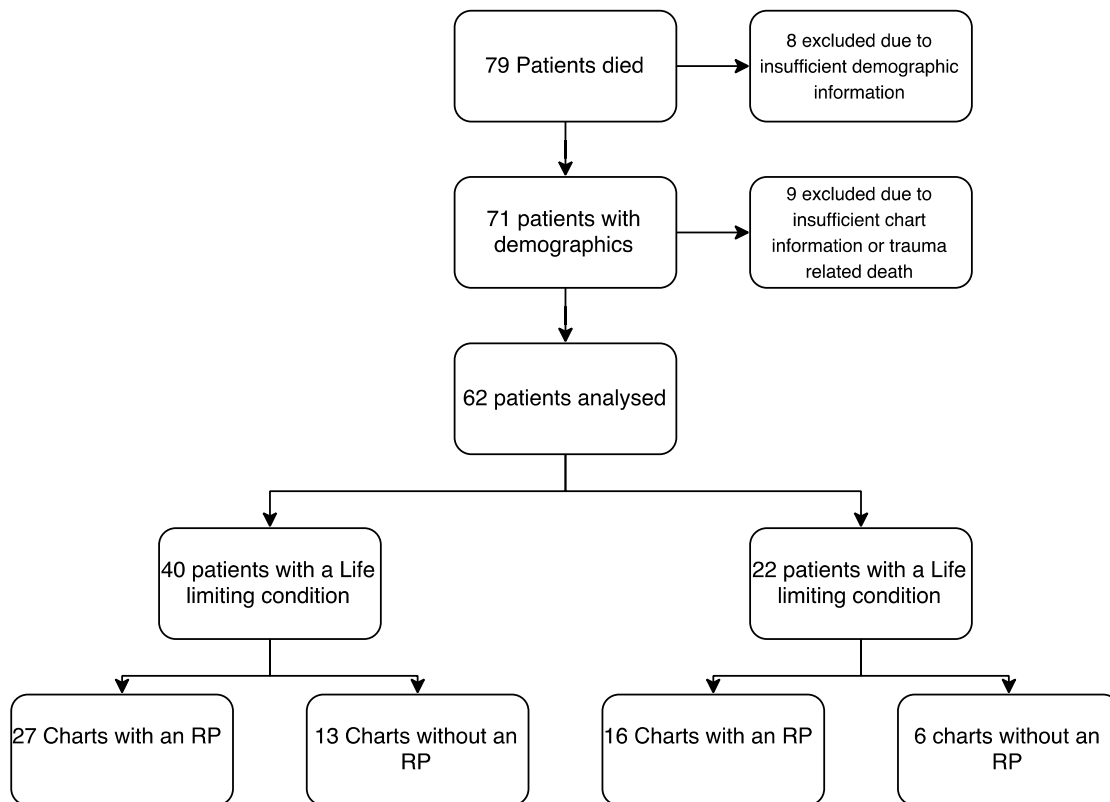 79 Patients died
8 excluded due to
insufficient demographic
information
71 patients with
demographics
9 excluded due to
insufficient chart
information or trauma
related death
62 patients analysed
40 patients with a Life
limiting condition
22 patients with a Life
limiting condition
27 Charts with an RP
13 Charts without an
RP
16 Charts with an RP
6 charts without an
RP